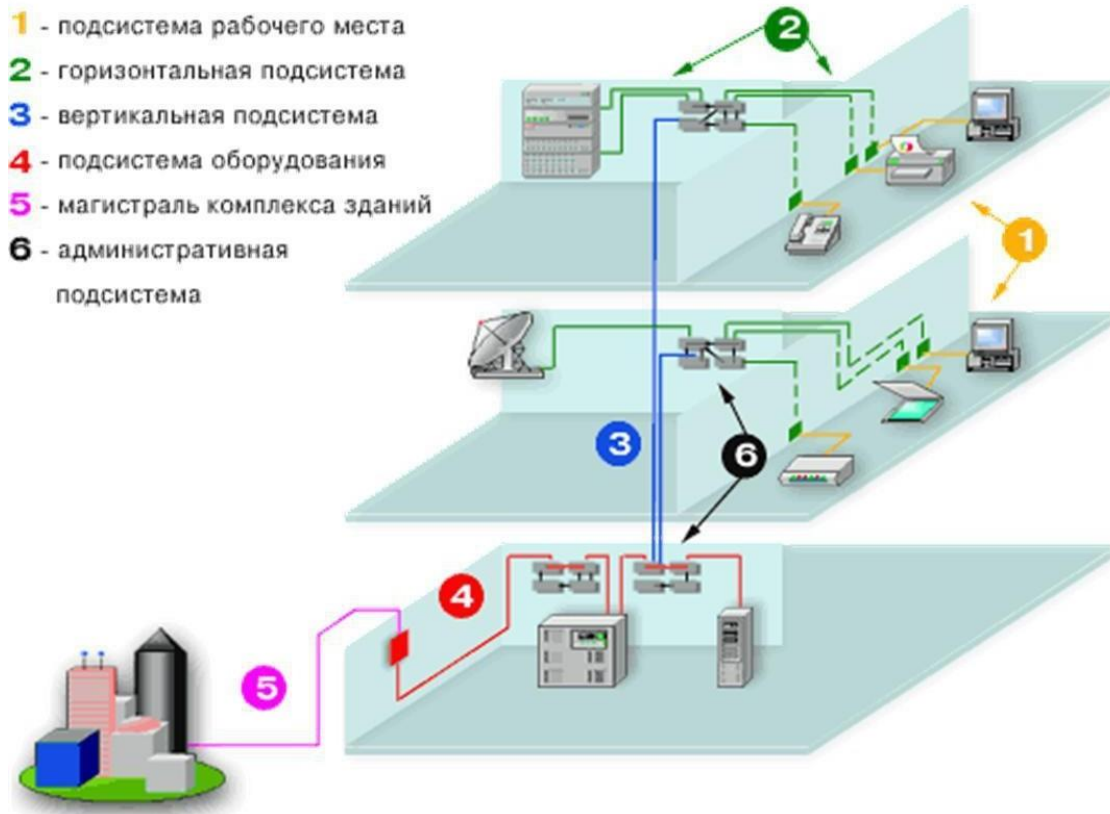 1 - подсистема рабочего места
2 - горизонтальная подсистема
3 - вертикальная подсистема
4 - подсистема оборудования
5 - магистраль комплекса зданий
6 - административная
подсистема
2
1
3
6
4
5